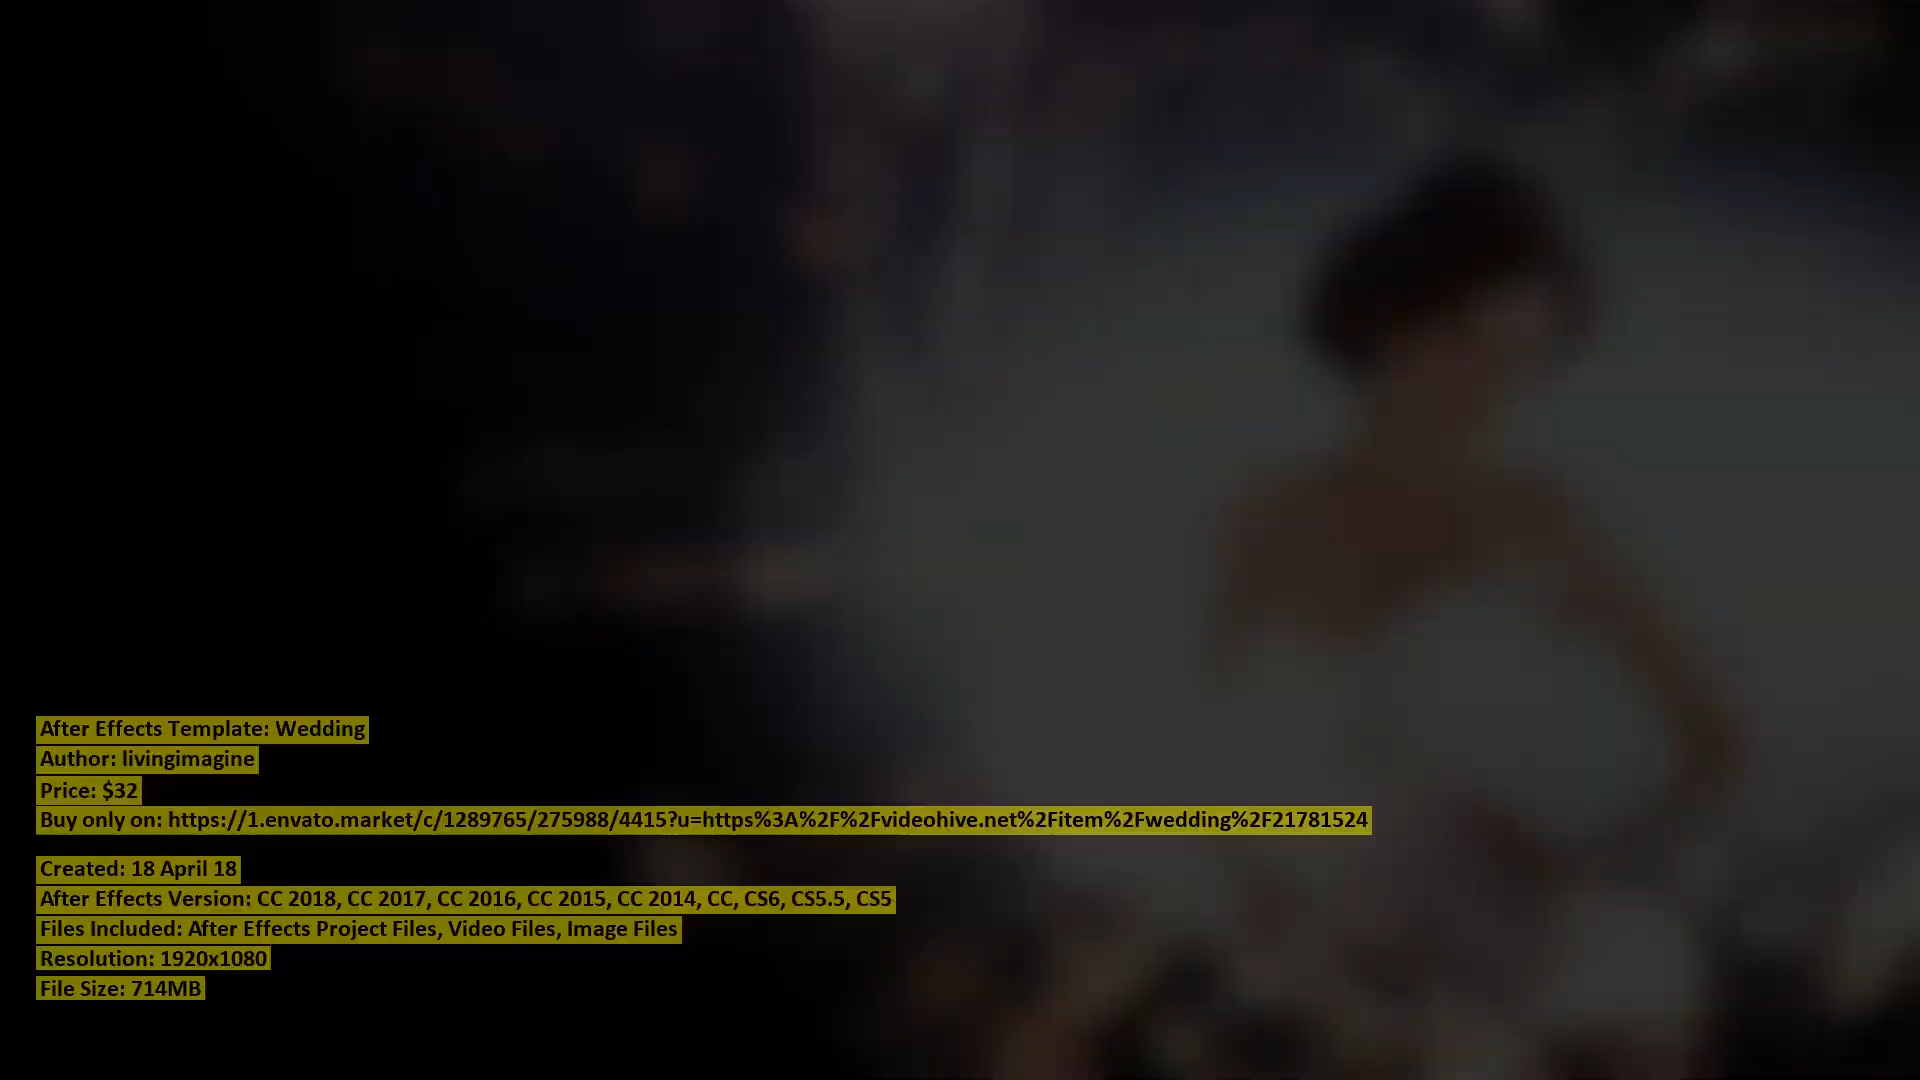 After Effects Template: Wedding
Author: livingimagine
Price: $32
Buy only on: https://1.envato.market/c/1289765/275988/4415?u=https%3A%2F%2Fvideohive.net%2Fitem%2Fwedding%2F21781524
Created: 18 April 18
After Effects Version: CC 2018, CC 2017, CC 2016, CC 2015, CC 2014, CC, CS6, CS5.5, CS5
Files Included: After Effects Project Files, Video Files, Image Files
Resolution: 1920x1080
File Size: 714MB